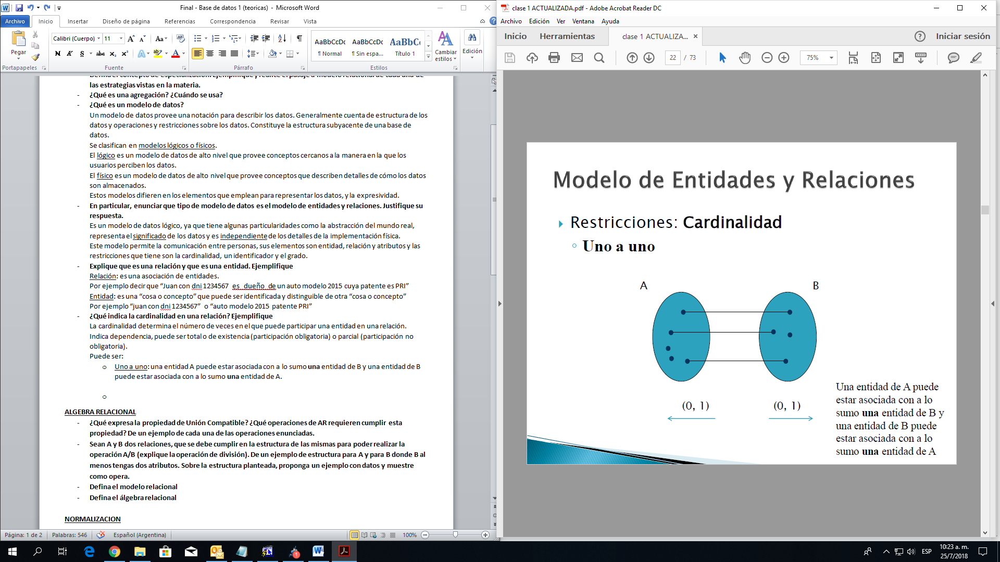 Final - Base de datos 1 (teoricas) - Microsoft Word
Archivo Inicio Insertar Diseño de página Referencias Correspondencia Revisar Vista
Calibri (Cuerpo) 11
Pegar
Portapapeles Fuente Párrafo Estilos
AaBbCcDc AaBbCcDc AaBbC
¶ Normal ¶ Sin espa... Título 1
Cambiar estilos
Edición
las estrategias vistas en la materia.
- ¿Qué es una agregación? ¿Cuándo se usa?
- ¿Qué es un modelo de datos?
Un modelo de datos provee una notación para describir los datos. Generalmente cuenta de estructura de los
datos y operaciones y restricciones sobre los datos. Constituye la estructura subyacente de una base de
datos.
Se clasifican en modelos lógicos o físicos.
El lógico es un modelo de datos de alto nivel que provee conceptos cercanos a la manera en la que los
usuarios perciben los datos.
El físico es un modelo de datos de alto nivel que provee conceptos que describen detalles de cómo los datos
son almacenados.
Estos modelos difieren en los elementos que emplean para representar los datos, y la expresividad.
- En particular, enunciar que tipo de modelo de datos es el modelo de entidades y relaciones. Justifique su
respuesta.
Es un modelo de datos lógico, ya que tiene algunas particularidades como la abstracción del mundo real,
representa el significado de los datos y es independiente de los detalles de la implementación física.
Este modelo permite la comunicación entre personas, sus elementos son entidad, relación y atributos y las
restricciones que tiene son la cardinalidad, un identificador y el grado.
- Explique que es una relación y que es una entidad. Ejemplifique
Relación: es una asociación de entidades.
Por ejemplo decir que “Juan con dni 1234567 es dueño de un auto modelo 2015 cuya patente es PRI”
Entidad: es una “cosa o concepto” que puede ser identificada y distinguible de otra “cosa o concepto”
Por ejemplo “juan con dni 1234567” o “auto modelo 2015 patente PRI”
- ¿Qué indica la cardinalidad en una relación? Ejemplifique
La cardinalidad determina el número de veces en el que puede participar una entidad en una relación.
Indica dependencia, puede ser total o de existencia (participación obligatoria) o parcial (participación no
obligatoria).
Puede ser:
o Uno a uno: una entidad A puede estar asociada con a lo sumo una entidad de B y una entidad de B
puede estar asociada con a lo sumo una entidad de A.
o
ALGEBRA RELACIONAL
- ¿Qué expresa la propiedad de Unión Compatible? ¿Qué operaciones de AR requieren cumplir esta
propiedad? De un ejemplo de cada una de las operaciones enunciadas.
- Sean A y B dos relaciones, que se debe cumplir en la estructura de las mismas para poder realizar la
operación A/B (explique la operación de división). De un ejemplo de estructura para A y para B donde B al
menos tengas dos atributos. Sobre la estructura planteada, proponga un ejemplo con datos y muestre
como opera.
- Defina el modelo relacional
- Defina el álgebra relacional
NORMALIZACION
Página: 1 de 2 Palabras: 546 Español (Argentina) 100%
clase 1 ACTUALIZADA.pdf - Adobe Acrobat Reader DC
Archivo Edición Ver Ventana Ayuda
Inicio Herramientas clase 1 ACTUALIZA... × Iniciar sesión
22 / 73 75%
Modelo de Entidades y Relaciones
Restricciones: Cardinalidad
Uno a uno
A B
(0, 1) (0, 1)
Una entidad de A puede
estar asociada con a lo
sumo una entidad de B y
una entidad de B puede
estar asociada con a lo
sumo una entidad de A
ESP
10:23 a. m.
25/7/2018